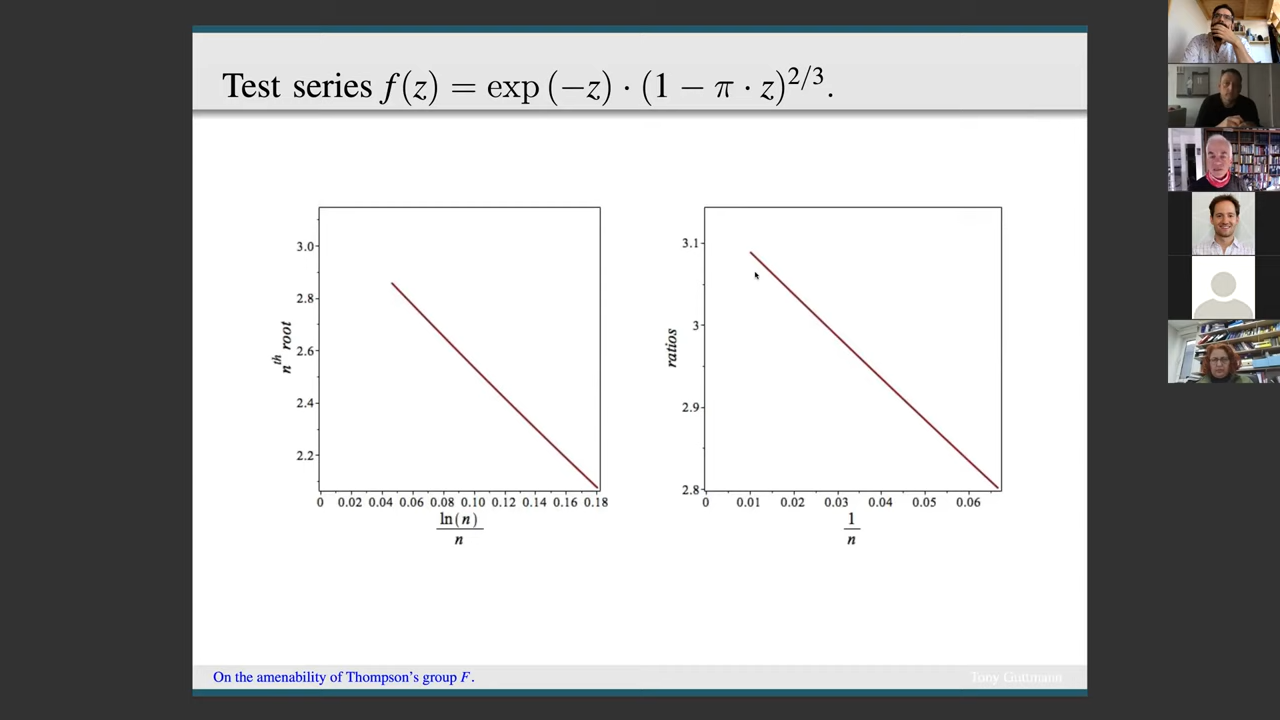 Test series f(z) = exp (−z) · (1 − π · z)^{2/3}.
3.0
2.8
2.6
2.4
2.2
n^{th} root
0 0.02 0.04 0.06 0.08 0.10 0.12 0.14 0.16 0.18
ln(n)
n
3.1
3
2.9
2.8
ratios
0 0.01 0.02 0.03 0.04 0.05 0.06
1
n
On the amenability of Thompson's group F.
Tony Guttmann